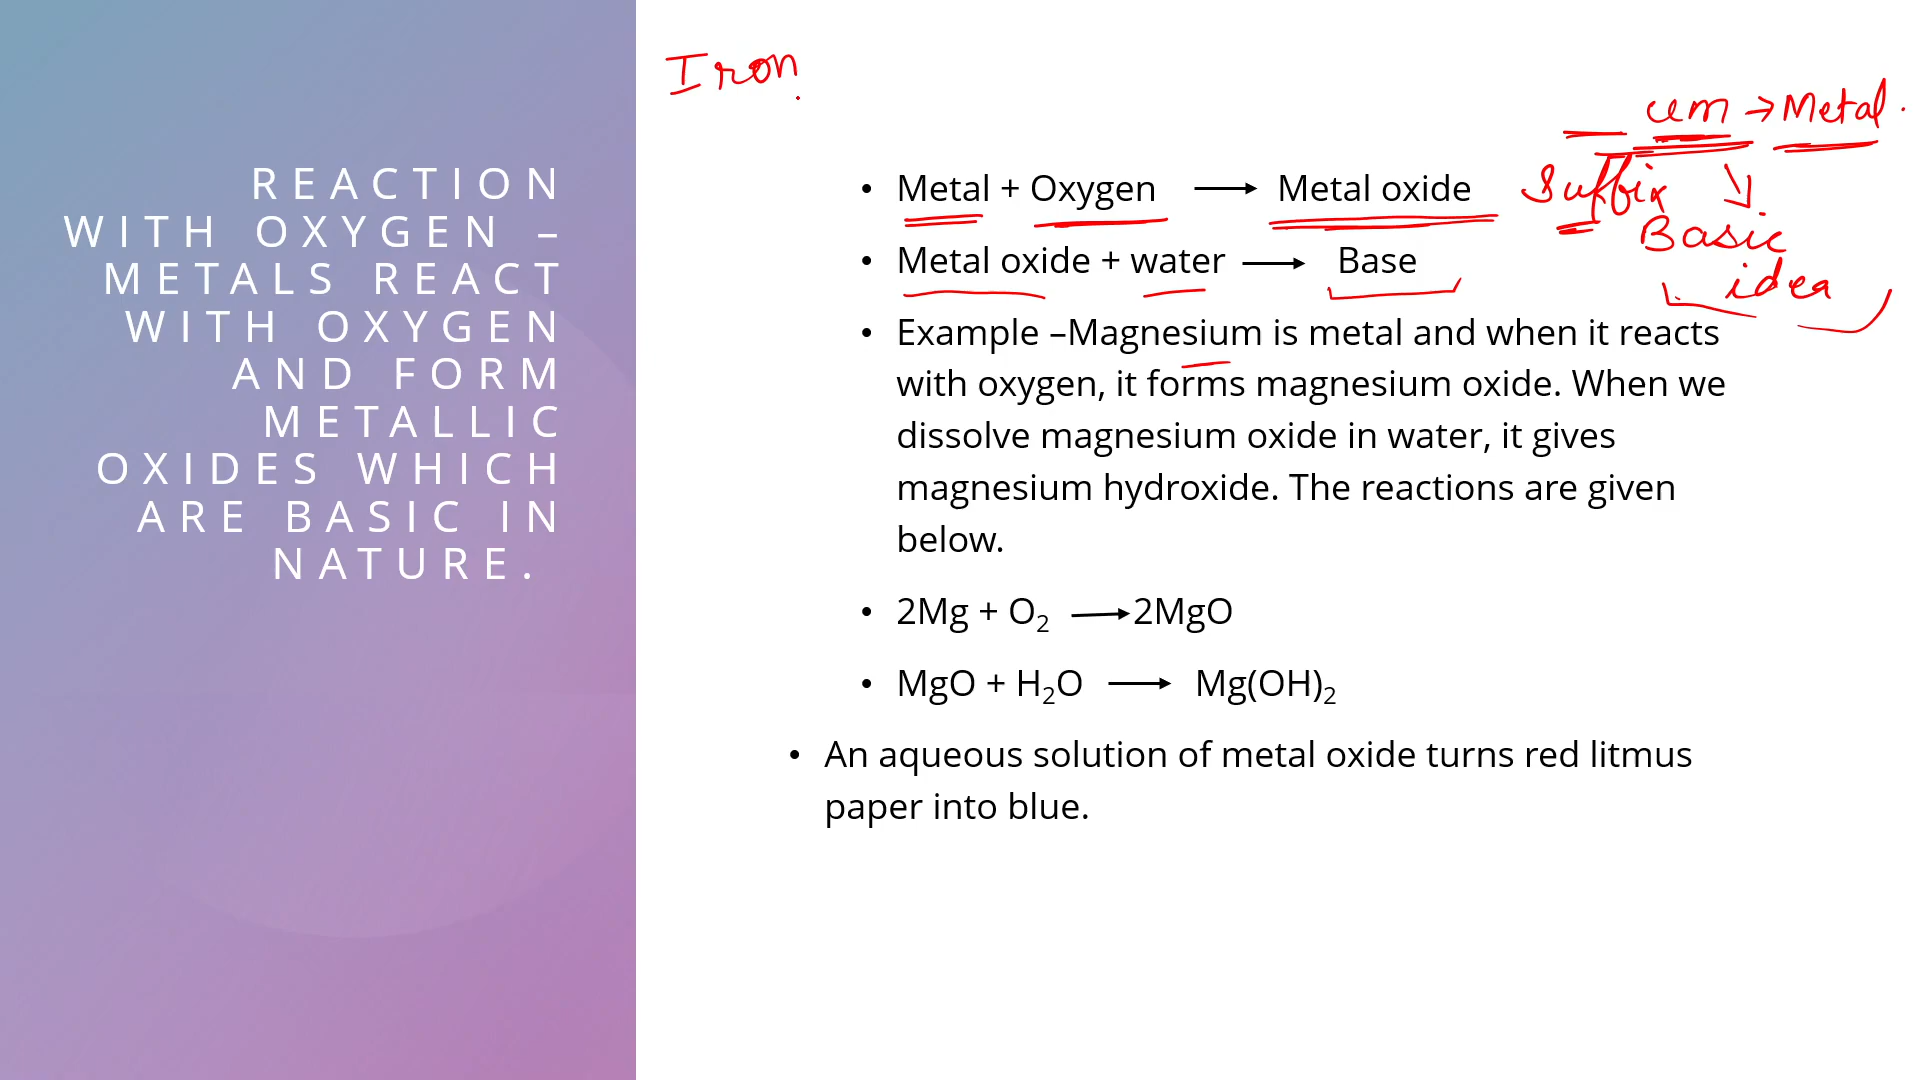 REACTION
WITH OXYGEN –
METALS REACT
WITH OXYGEN
AND FORM
METALLIC
OXIDES WHICH
ARE BASIC IN
NATURE.
Iron
um → Metal.
Suffix
Basic
idea
• Metal + Oxygen ⟶ Metal oxide
• Metal oxide + water ⟶ Base
• Example –Magnesium is metal and when it reacts
with oxygen, it forms magnesium oxide. When we
dissolve magnesium oxide in water, it gives
magnesium hydroxide. The reactions are given
below.
• 2Mg + O₂ ⟶2MgO
• MgO + H₂O ⟶ Mg(OH)₂
• An aqueous solution of metal oxide turns red litmus
paper into blue.